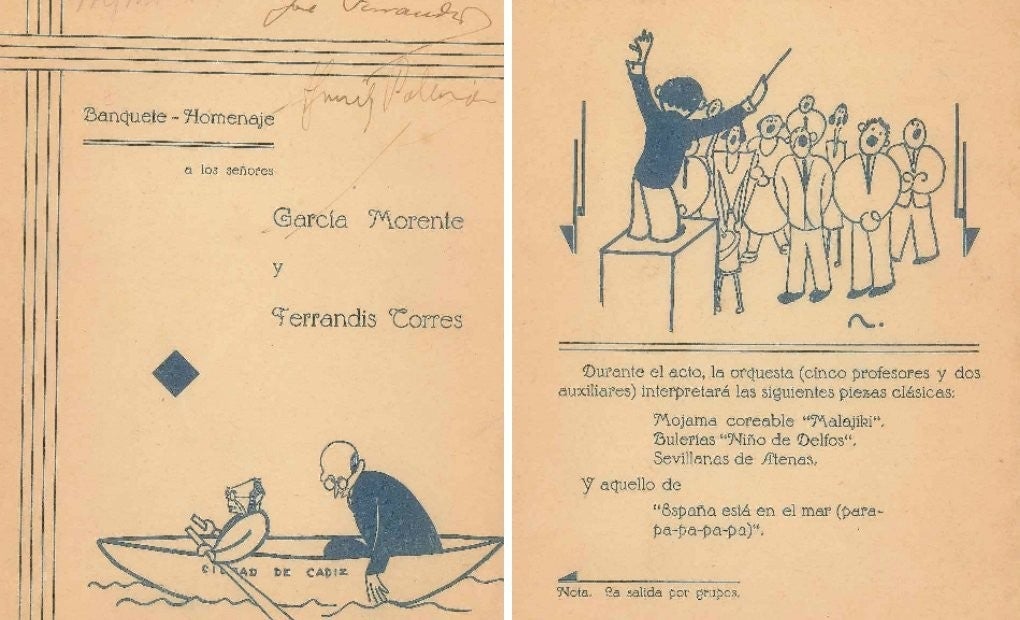 José Ferrandis
Banquete - Homenaje
a los señores
García Morente
y
Ferrandis Torres
CIUDAD DE CADIZ
Durante el acto, la orquesta (cinco profesores y dos
auxiliares) interpretará las siguientes piezas clásicas:
Mojama coreable "Malajiki".
Bulerías "Niño de Delfos".
Sevillanas de Atenas.
Y aquello de
"España está en el mar (para-
pa-pa-pa-pa)".
Nota. La salida por grupos.